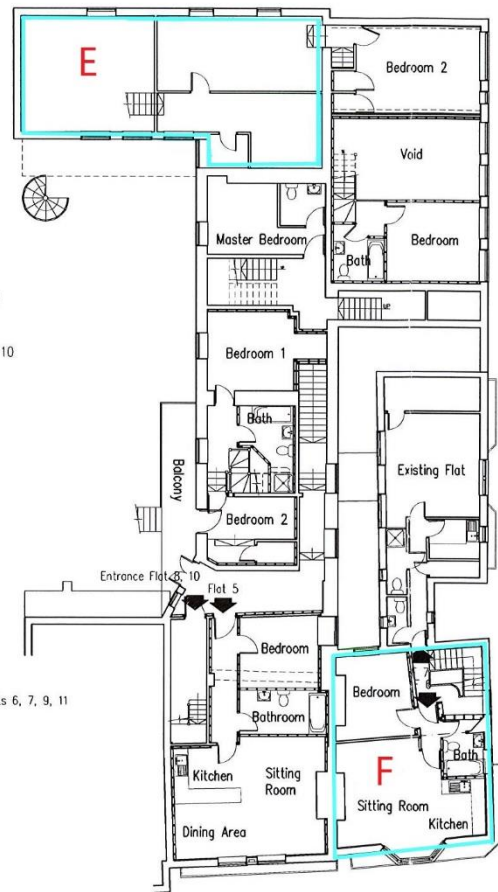 E
Bedroom 2
Void
Master Bedroom
Bath
Bedroom
10
Bedroom 1
Bath
Balcony
Existing Flat
Bedroom 2
Entrance Flat 8, 10
Flat 5
Bedroom
Bedroom
s 6, 7, 9, 11
Bathroom
Bath
Kitchen
Sitting
Room
F
Sitting Room
Dining Area
Kitchen